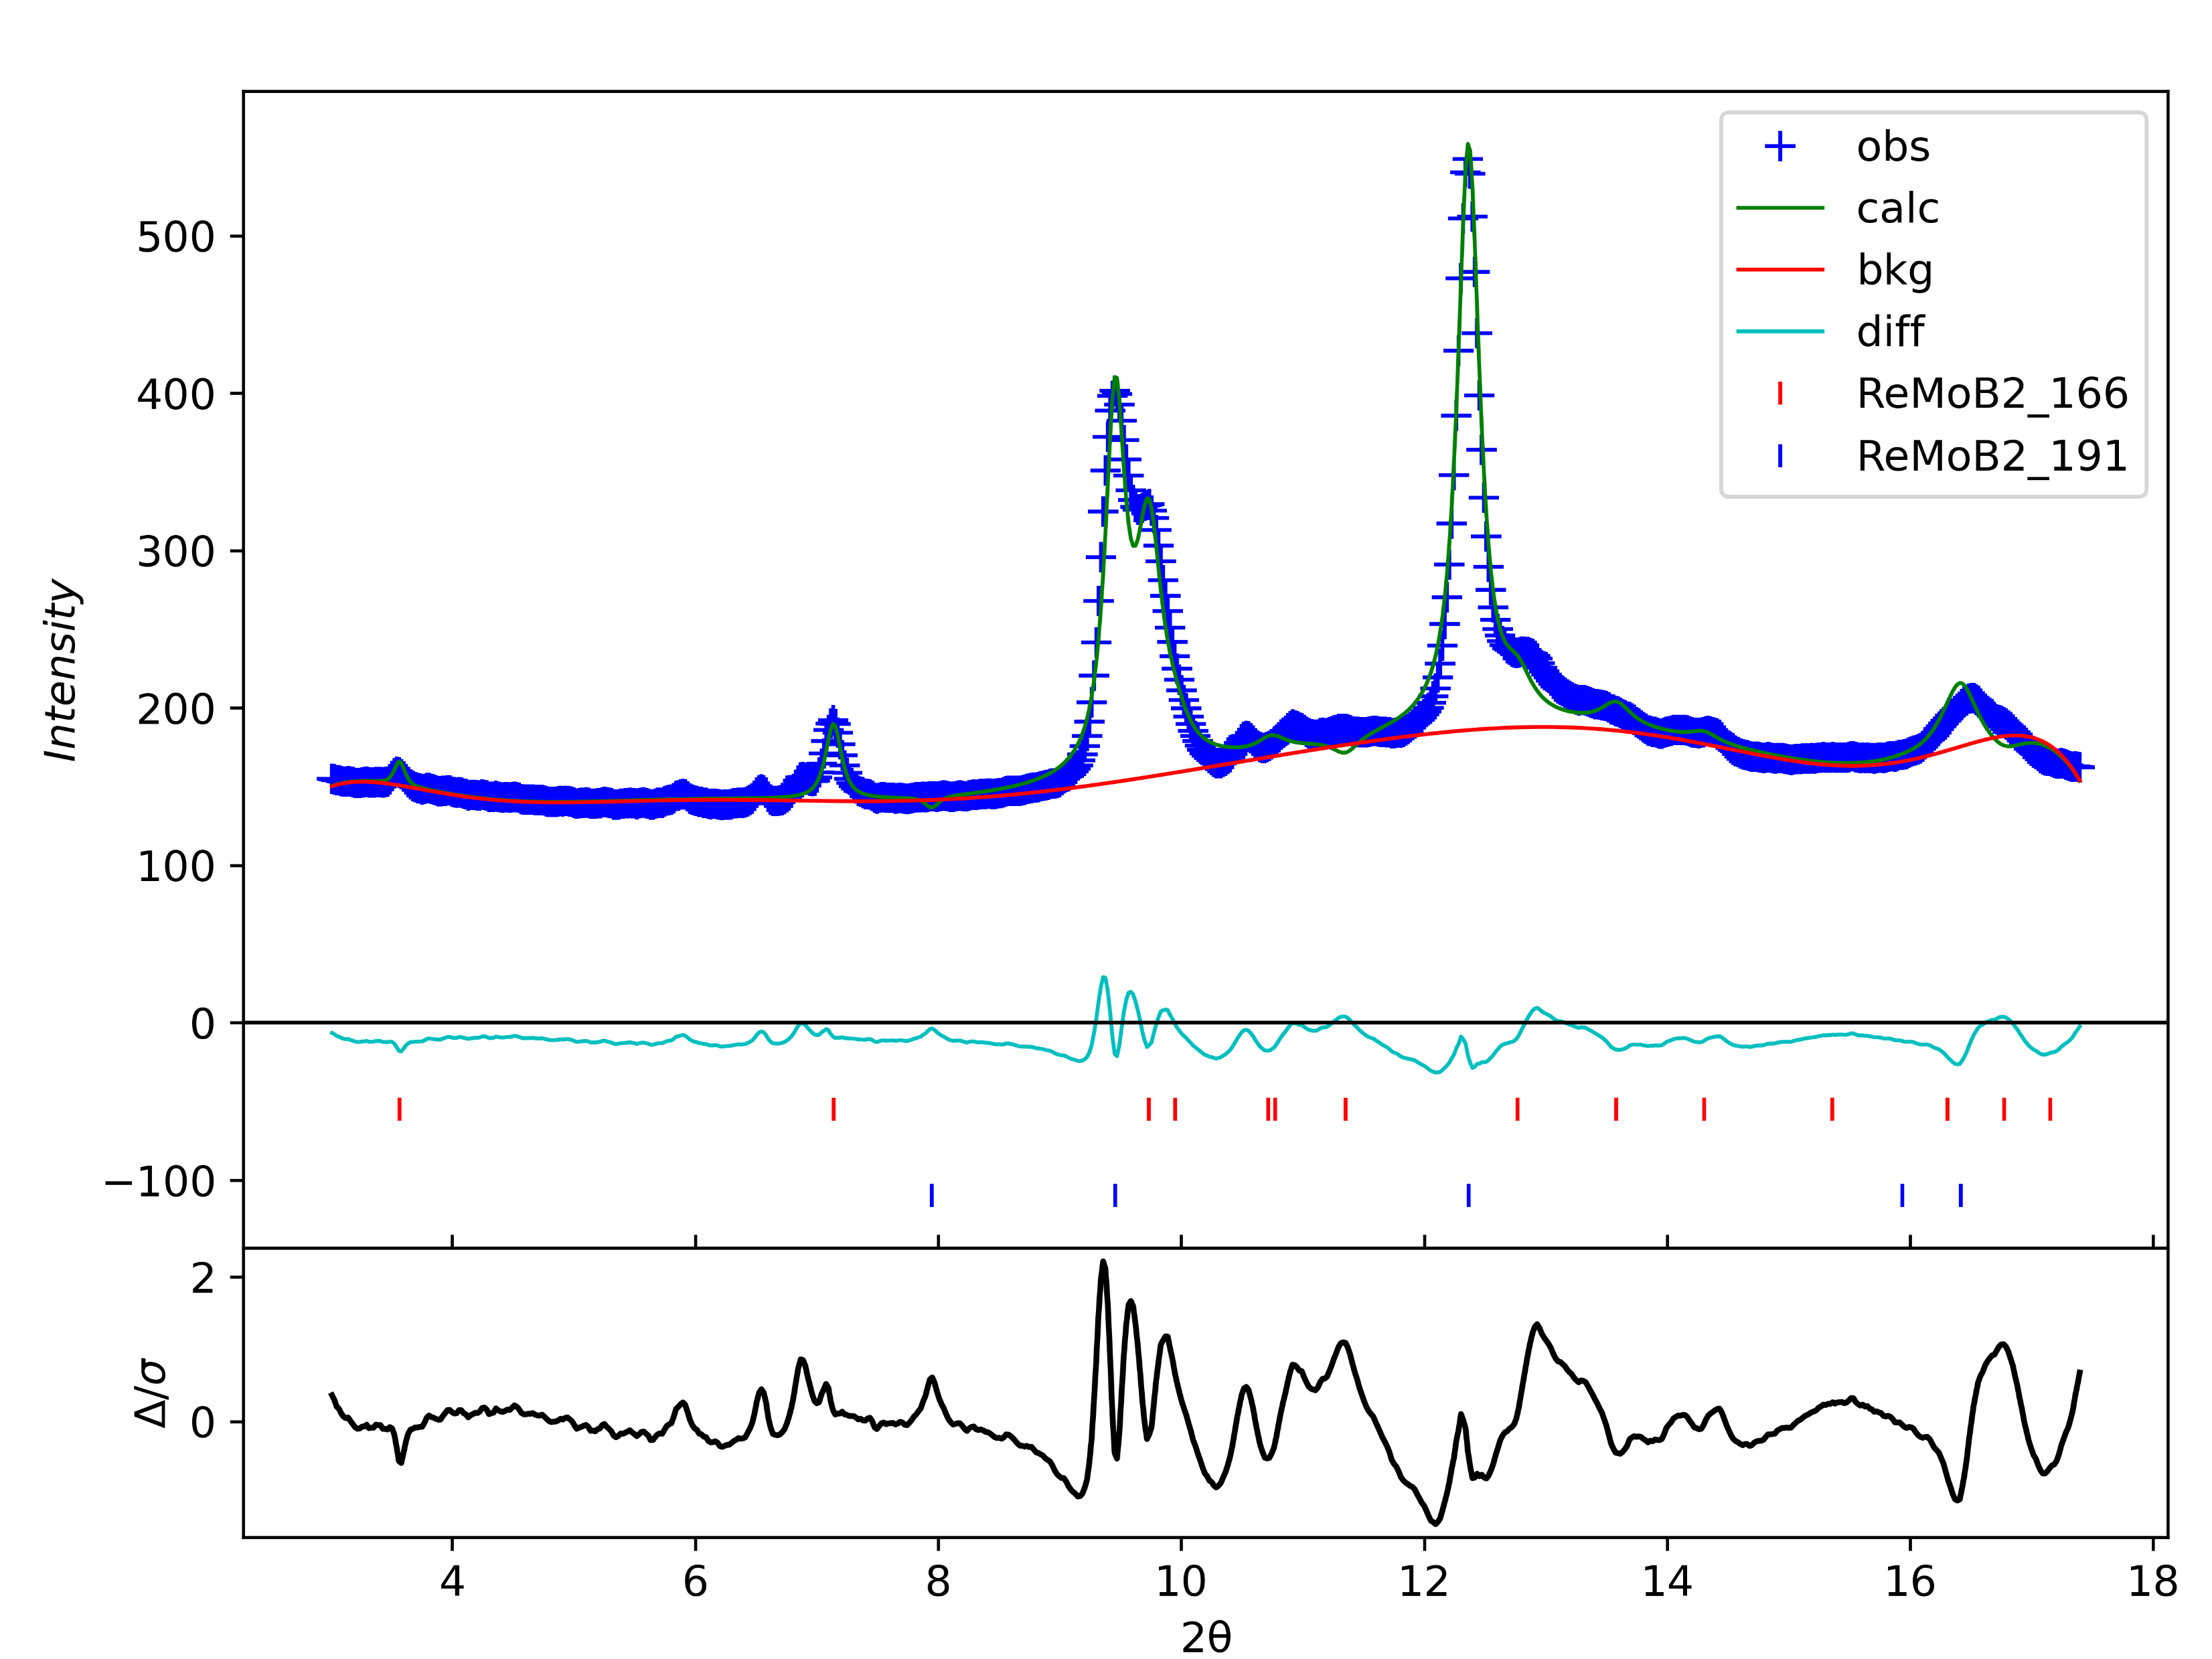 obs
calc
bkg
diff
ReMoB2_166
ReMoB2_191
Intensity
500
400
300
200
100
0
−100
Δ/σ
2
0
4
6
8
10
12
14
16
18
2θ